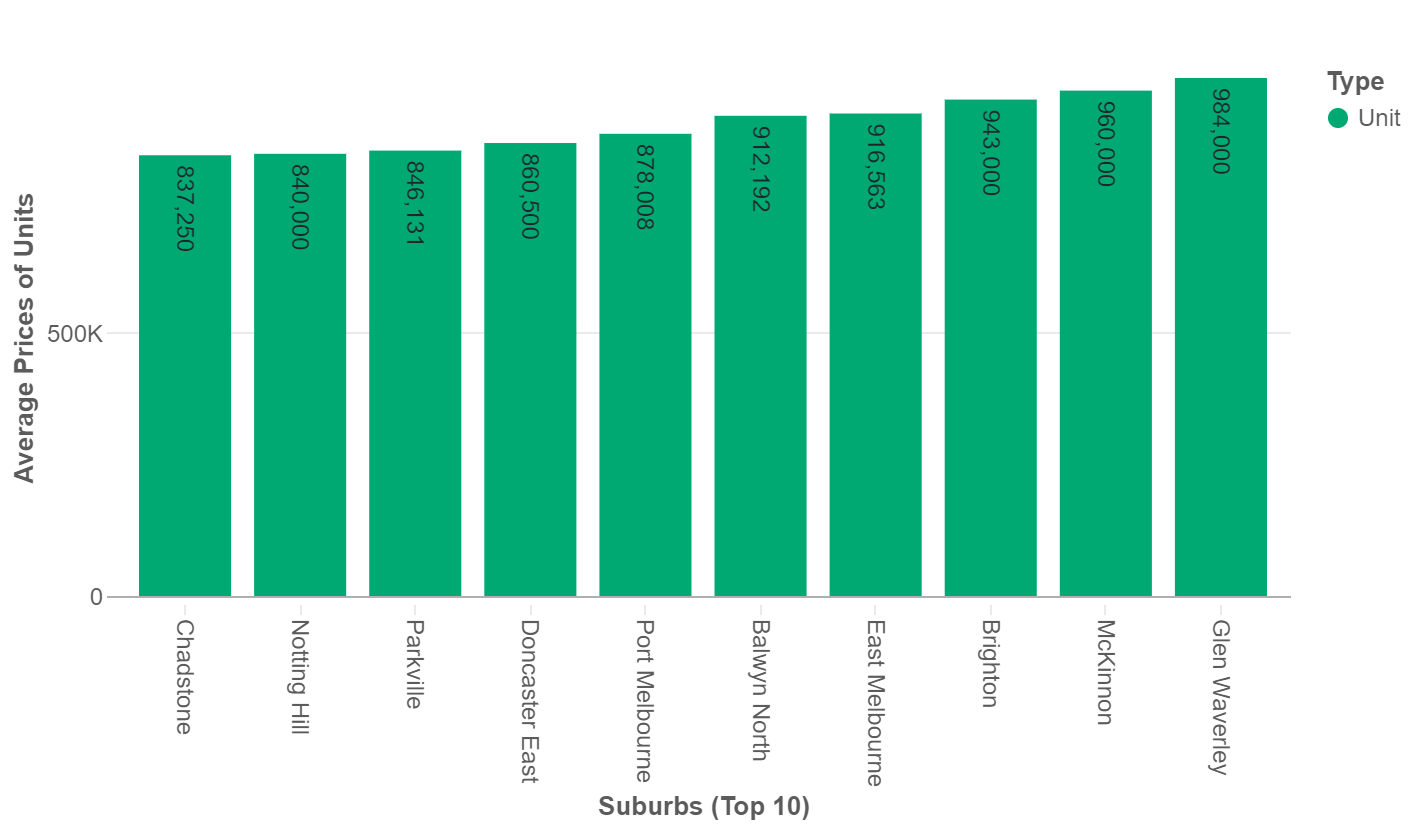 Type
Unit
Average Prices of Units
500K
0
837,250
840,000
846,131
860,500
878,008
912,192
916,563
943,000
960,000
984,000
Chadstone
Notting Hill
Parkville
Doncaster East
Port Melbourne
Balwyn North
East Melbourne
Brighton
McKinnon
Glen Waverley
Suburbs (Top 10)